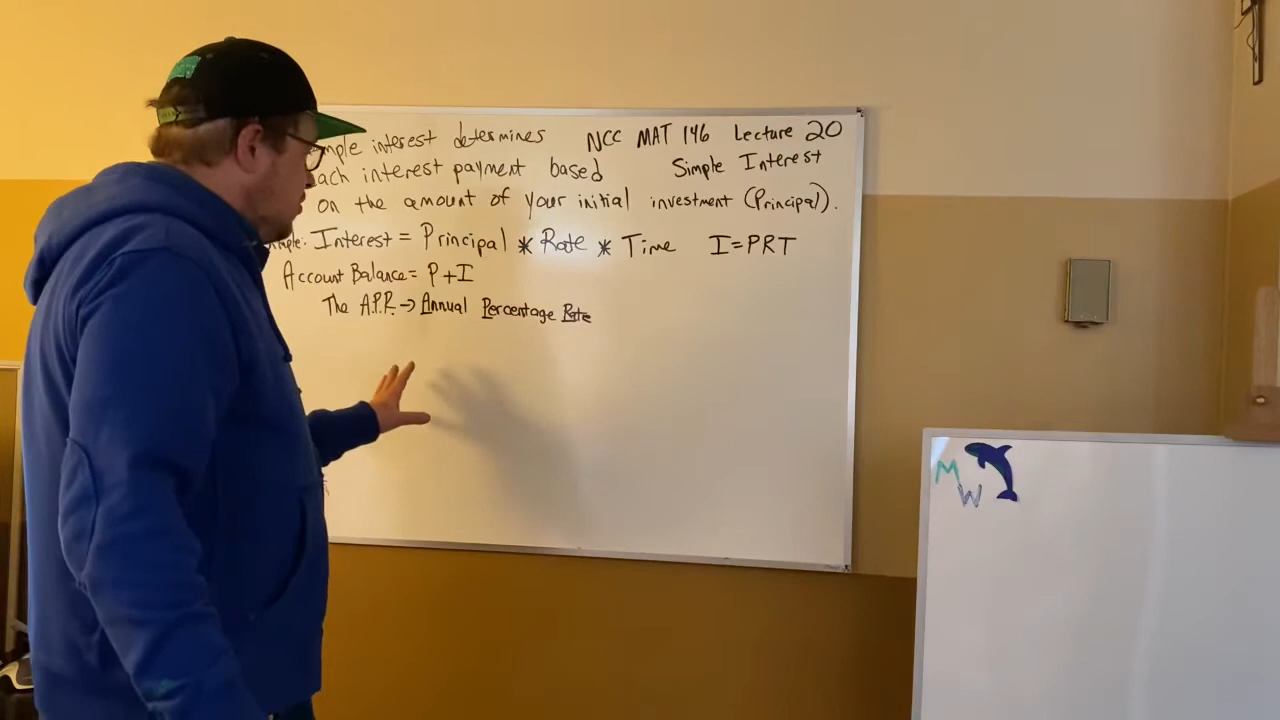 interest determines NCC MAT 146 Lecture 20
interest payment based Simple Interest
on the amount of your initial investment (Principal).
Interest = Principal * Rate * Time I=PRT
Account Balance= P+I
The A.P.R. → Annual Percentage Rate
M
W